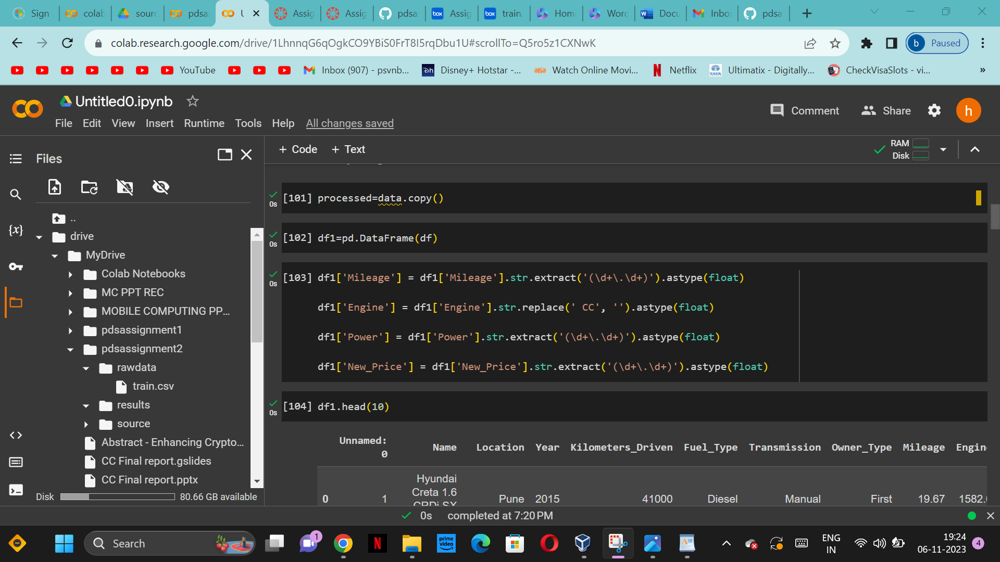 Sign
colab
sour
pdsa
U
Assig
Assig
pdsa
box
Assig
box
train.
Hom
Word
Docu
Inbo
pdsa
colab.research.google.com/drive/1LhnnqG6qOgkCO9YBiS0FrT8I5rqDbu1U#scrollTo=Q5ro5z1CXNwK
b Paused
YouTube
Inbox (907) - psvnb...
Disney+ Hotstar -...
Watch Online Movi...
Netflix
Ultimatix - Digitally...
CheckVisaSlots - vi...
»
Untitled0.ipynb
Comment
Share
h
File Edit View Insert Runtime Tools Help All changes saved
Files
+ Code + Text
RAM
Disk
..
drive
MyDrive
Colab Notebooks
MC PPT REC
MOBILE COMPUTING PP...
pdsassignment1
pdsassignment2
rawdata
train.csv
results
source
Abstract - Enhancing Crypto...
CC Final report.gslides
CC Final report.pptx
Disk 80.66 GB available
0s [101] processed=data.copy()
0s [102] df1=pd.DataFrame(df)
0s [103] df1['Mileage'] = df1['Mileage'].str.extract('(\d+\.\d+)').astype(float)
df1['Engine'] = df1['Engine'].str.replace(' CC', '').astype(float)
df1['Power'] = df1['Power'].str.extract('(\d+\.\d+)').astype(float)
df1['New_Price'] = df1['New_Price'].str.extract('(\d+\.\d+)').astype(float)
0s [104] df1.head(10)
Unnamed: 0 Name Location Year Kilometers_Driven Fuel_Type Transmission Owner_Type Mileage Engin
0 1 Hyundai Creta 1.6 CRDi SX Pune 2015 41000 Diesel Manual First 19.67 1582.
0s completed at 7:20 PM
Search
1
prime video
ENG
IN
19:24
06-11-2023
4